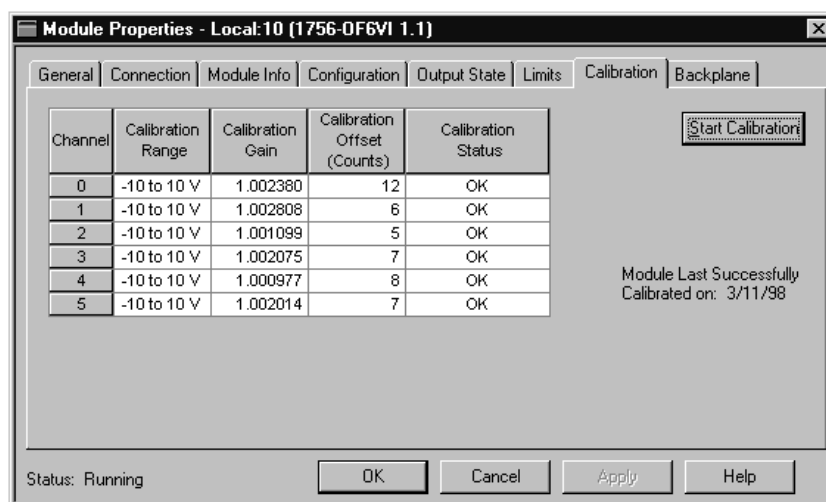 Module Properties - Local:10 (1756-OF6VI 1.1)
General Connection Module Info Configuration Output State Limits Calibration Backplane
Channel Calibration Range Calibration Gain Calibration Offset (Counts) Calibration Status
Start Calibration
0 -10 to 10 V 1.002380 12 OK
1 -10 to 10 V 1.002808 6 OK
2 -10 to 10 V 1.001099 5 OK
3 -10 to 10 V 1.002075 7 OK
4 -10 to 10 V 1.000977 8 OK
5 -10 to 10 V 1.002014 7 OK
Module Last Successfully
Calibrated on: 3/11/98
Status: Running
OK Cancel Apply Help